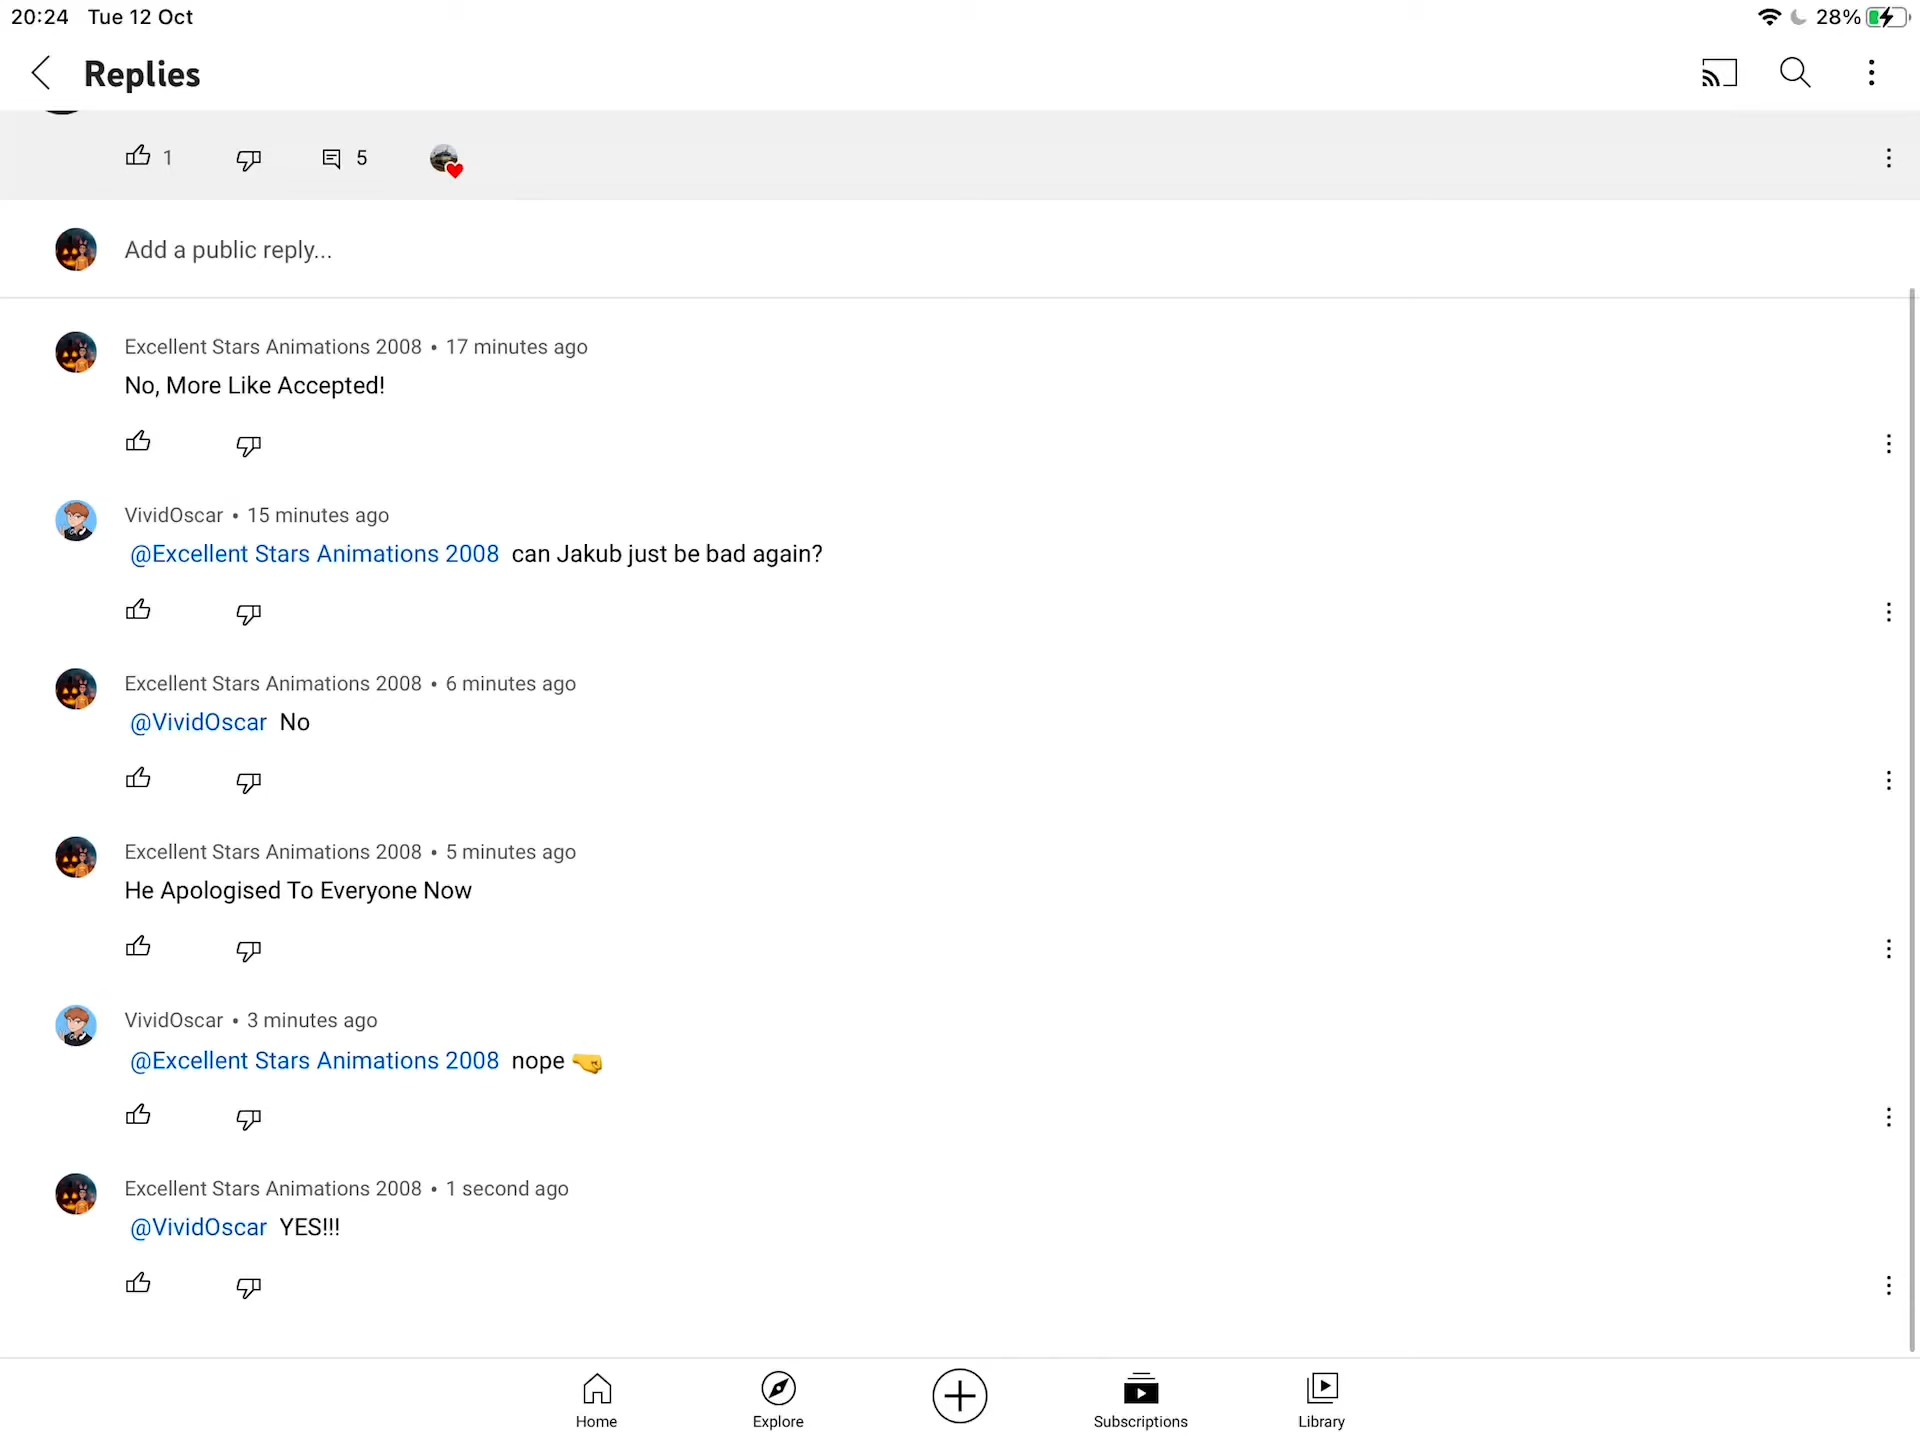 20:24 Tue 12 Oct
28%
Replies
1
5
Add a public reply...
Excellent Stars Animations 2008 • 17 minutes ago
No, More Like Accepted!
VividOscar • 15 minutes ago
@Excellent Stars Animations 2008 can Jakub just be bad again?
Excellent Stars Animations 2008 • 6 minutes ago
@VividOscar No
Excellent Stars Animations 2008 • 5 minutes ago
He Apologised To Everyone Now
VividOscar • 3 minutes ago
@Excellent Stars Animations 2008 nope 🤜
Excellent Stars Animations 2008 • 1 second ago
@VividOscar YES!!!
Home
Explore
Subscriptions
Library